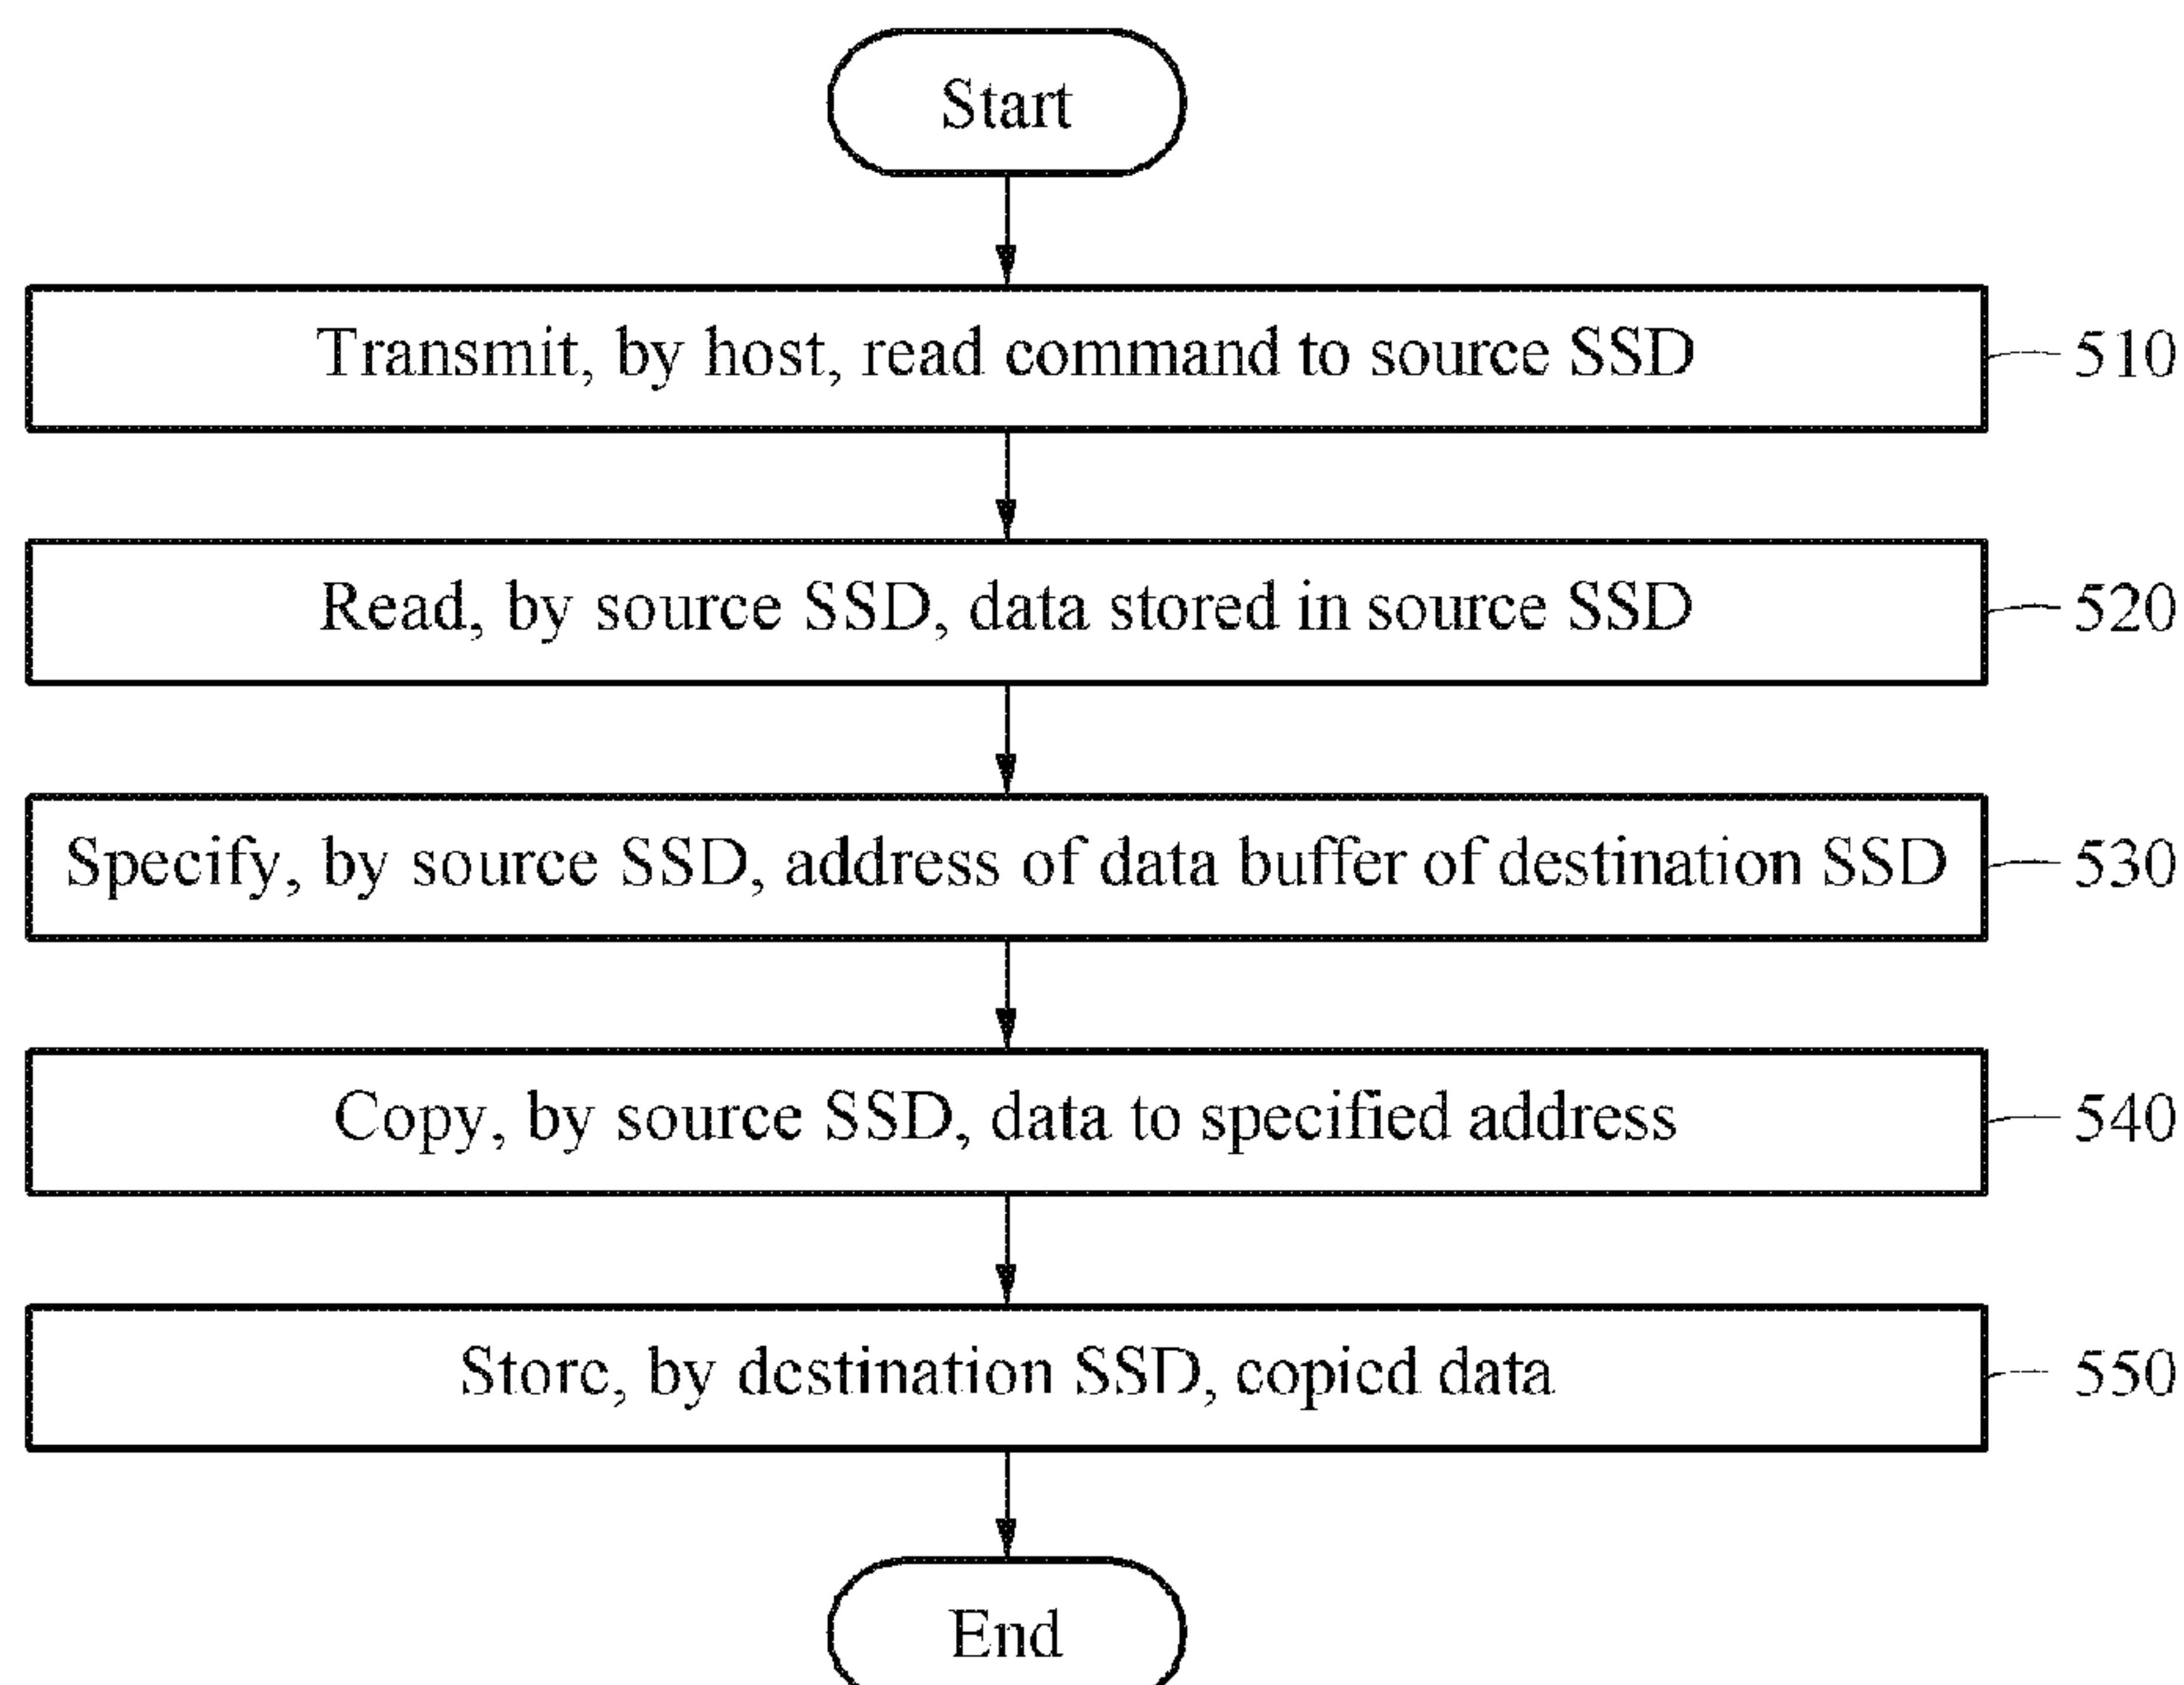 Start
Transmit, by host, read command to source SSD
510
Read, by source SSD, data stored in source SSD
520
Specify, by source SSD, address of data buffer of destination SSD
530
Copy, by source SSD, data to specified address
540
Store, by destination SSD, copied data
550
End